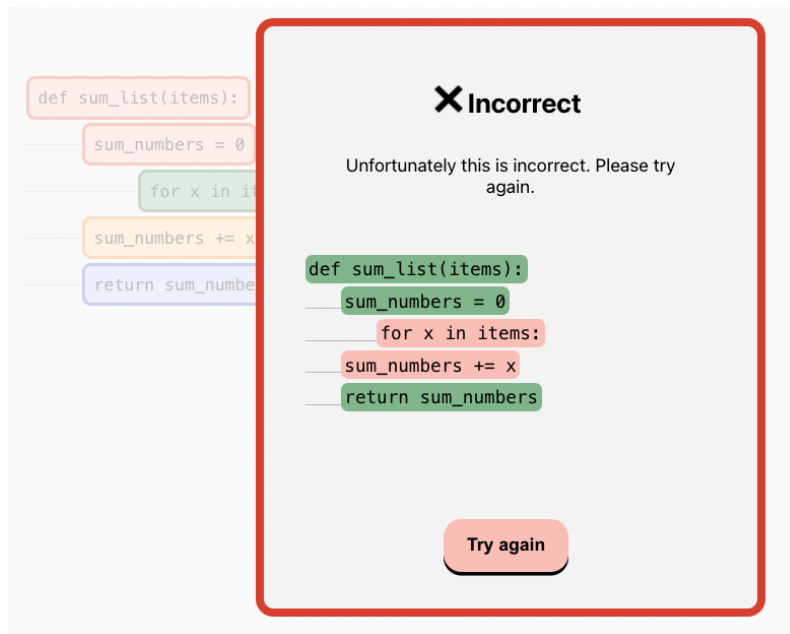 def sum_list(items):
sum_numbers = 0
for x in it
sum_numbers += x
return sum_numbe
✕ Incorrect
Unfortunately this is incorrect. Please try
again.
def sum_list(items):
sum_numbers = 0
for x in items:
sum_numbers += x
return sum_numbers
Try again